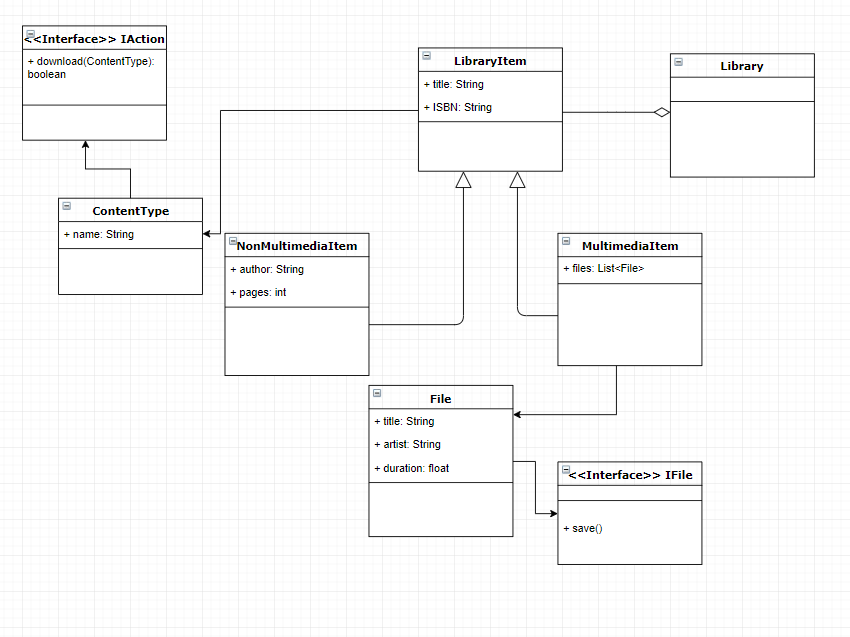 <<Interface>> IAction
+ download(ContentType):
boolean
LibraryItem
+ title: String
+ ISBN: String
Library
ContentType
+ name: String
NonMultimediaItem
+ author: String
+ pages: int
MultimediaItem
+ files: List<File>
File
+ title: String
+ artist: String
+ duration: float
<<Interface>> IFile
+ save()